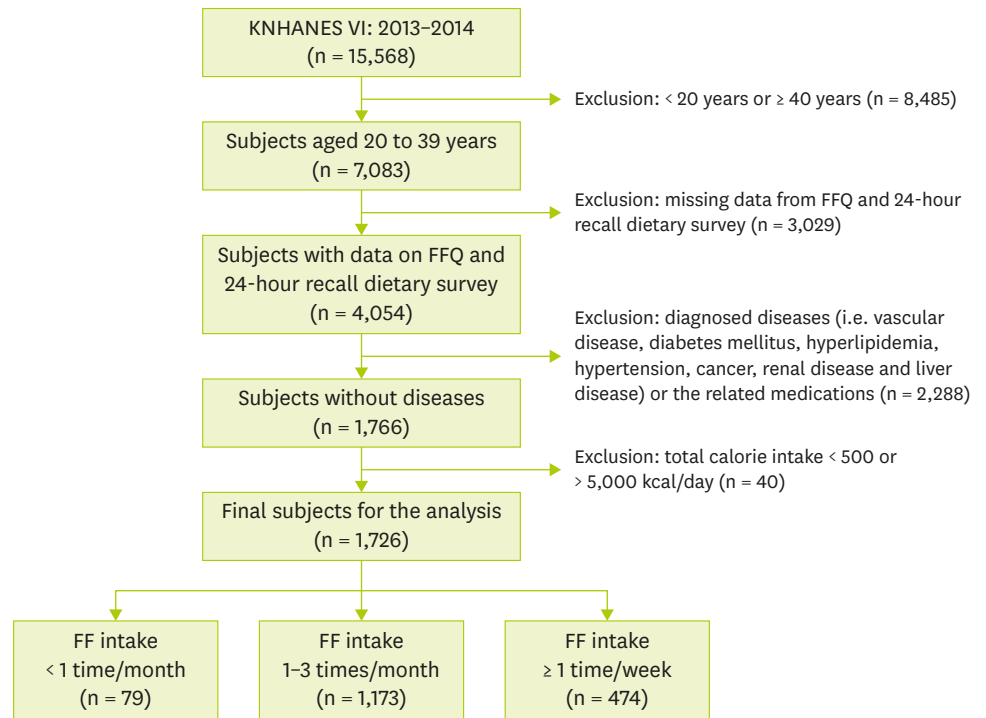 KNHANES VI: 2013–2014
(n = 15,568)
Exclusion: < 20 years or ≥ 40 years (n = 8,485)
Subjects aged 20 to 39 years
(n = 7,083)
Exclusion: missing data from FFQ and 24-hour
recall dietary survey (n = 3,029)
Subjects with data on FFQ and
24-hour recall dietary survey
(n = 4,054)
Exclusion: diagnosed diseases (i.e. vascular
disease, diabetes mellitus, hyperlipidemia,
hypertension, cancer, renal disease and liver
disease) or the related medications (n = 2,288)
Subjects without diseases
(n = 1,766)
Exclusion: total calorie intake < 500 or
> 5,000 kcal/day (n = 40)
Final subjects for the analysis
(n = 1,726)
FF intake
< 1 time/month
(n = 79)
FF intake
1–3 times/month
(n = 1,173)
FF intake
≥ 1 time/week
(n = 474)